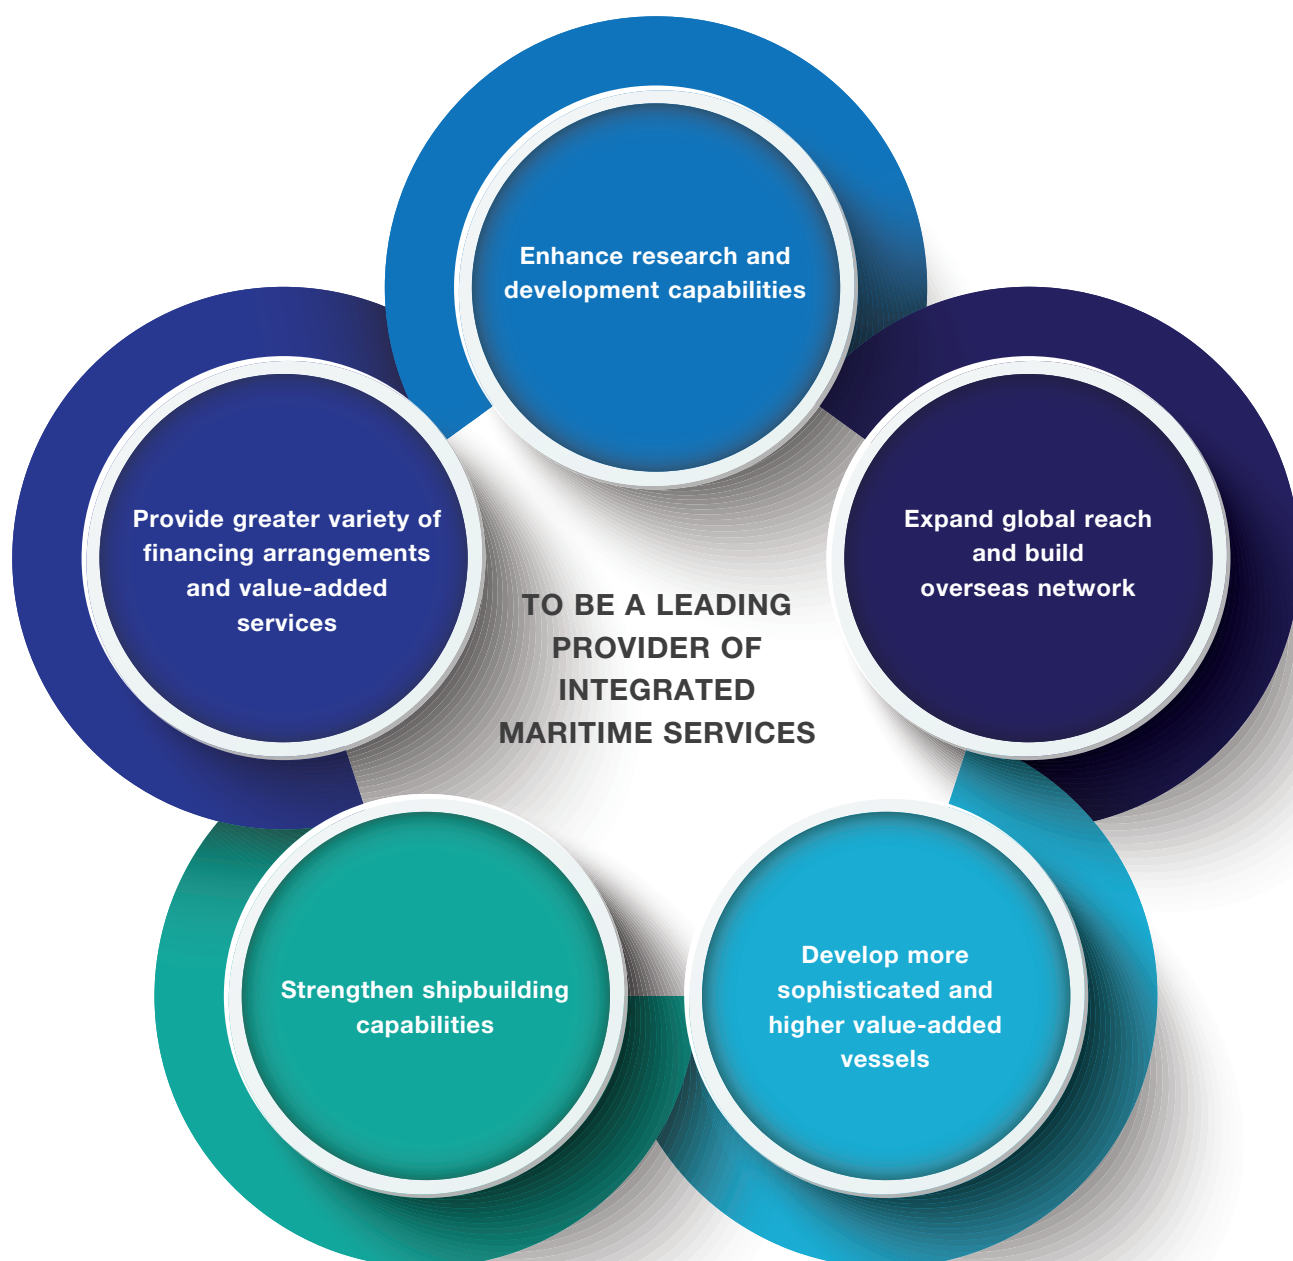 Enhance research and
development capabilities
Provide greater variety of
financing arrangements
and value-added
services
Expand global reach
and build
overseas network
TO BE A LEADING
PROVIDER OF
INTEGRATED
MARITIME SERVICES
Strengthen shipbuilding
capabilities
Develop more
sophisticated and
higher value-added
vessels